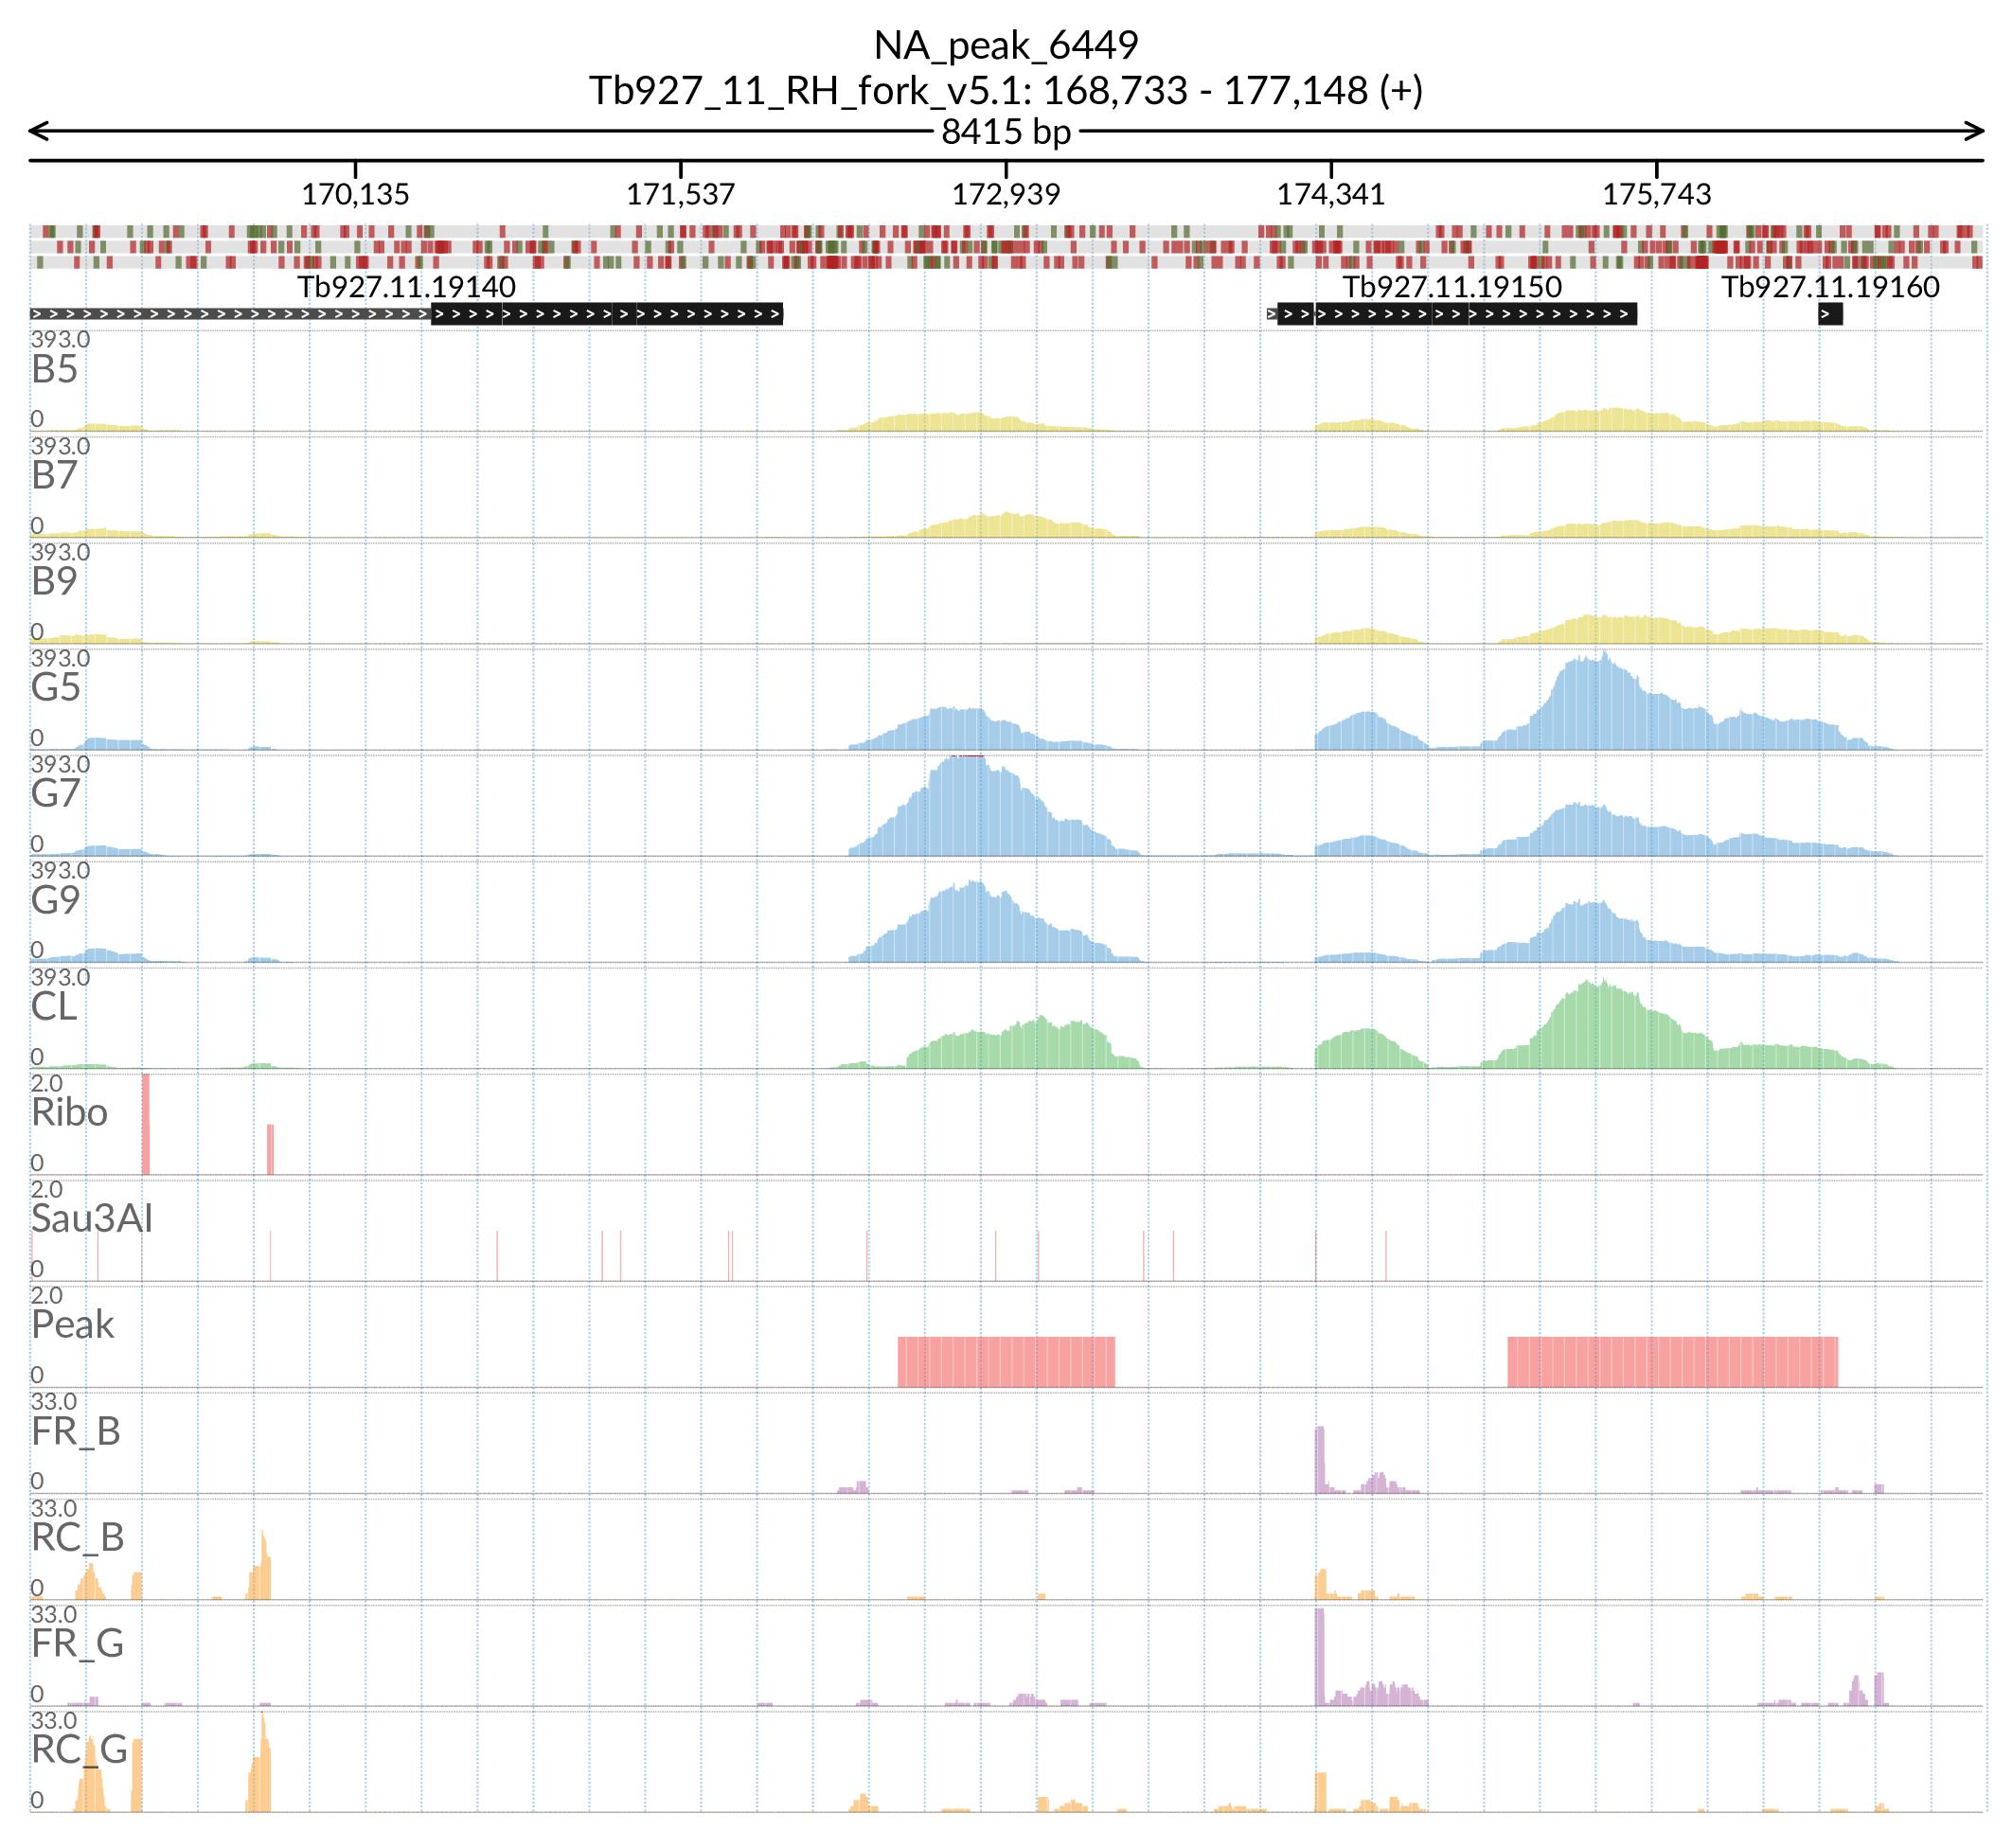 NA_peak_6449
Tb927_11_RH_fork_v5.1: 168,733 - 177,148 (+)
8415 bp
170,135 171,537 172,939 174,341 175,743
Tb927.11.19140 Tb927.11.19150 Tb927.11.19160
393.0
B5
0
393.0
B7
0
393.0
B9
0
393.0
G5
0
393.0
G7
0
393.0
G9
0
393.0
CL
0
2.0
Ribo
0
2.0
Sau3AI
0
2.0
Peak
0
33.0
FR_B
0
33.0
RC_B
0
33.0
FR_G
0
33.0
RC_G
0